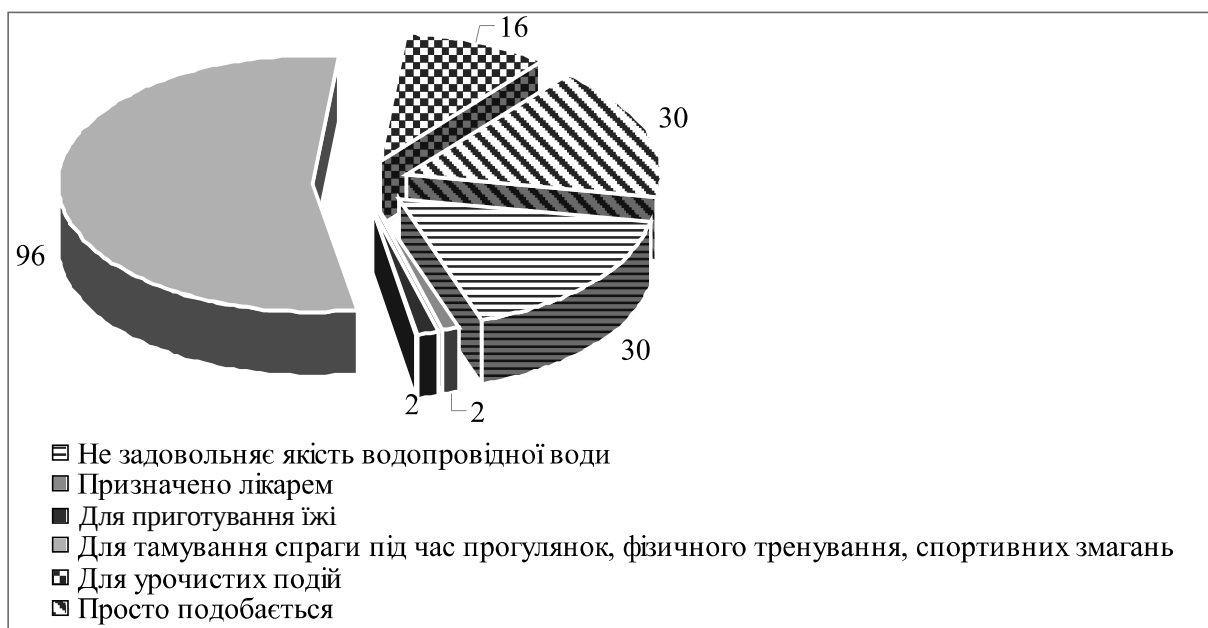 16
30
96
30
2
2
Не задовольняє якість водопровідної води
Призначено лікарем
Для приготування їжі
Для тамування спраги під час прогулянок, фізичного тренування, спортивних змагань
Для урочистих подій
Просто подобається